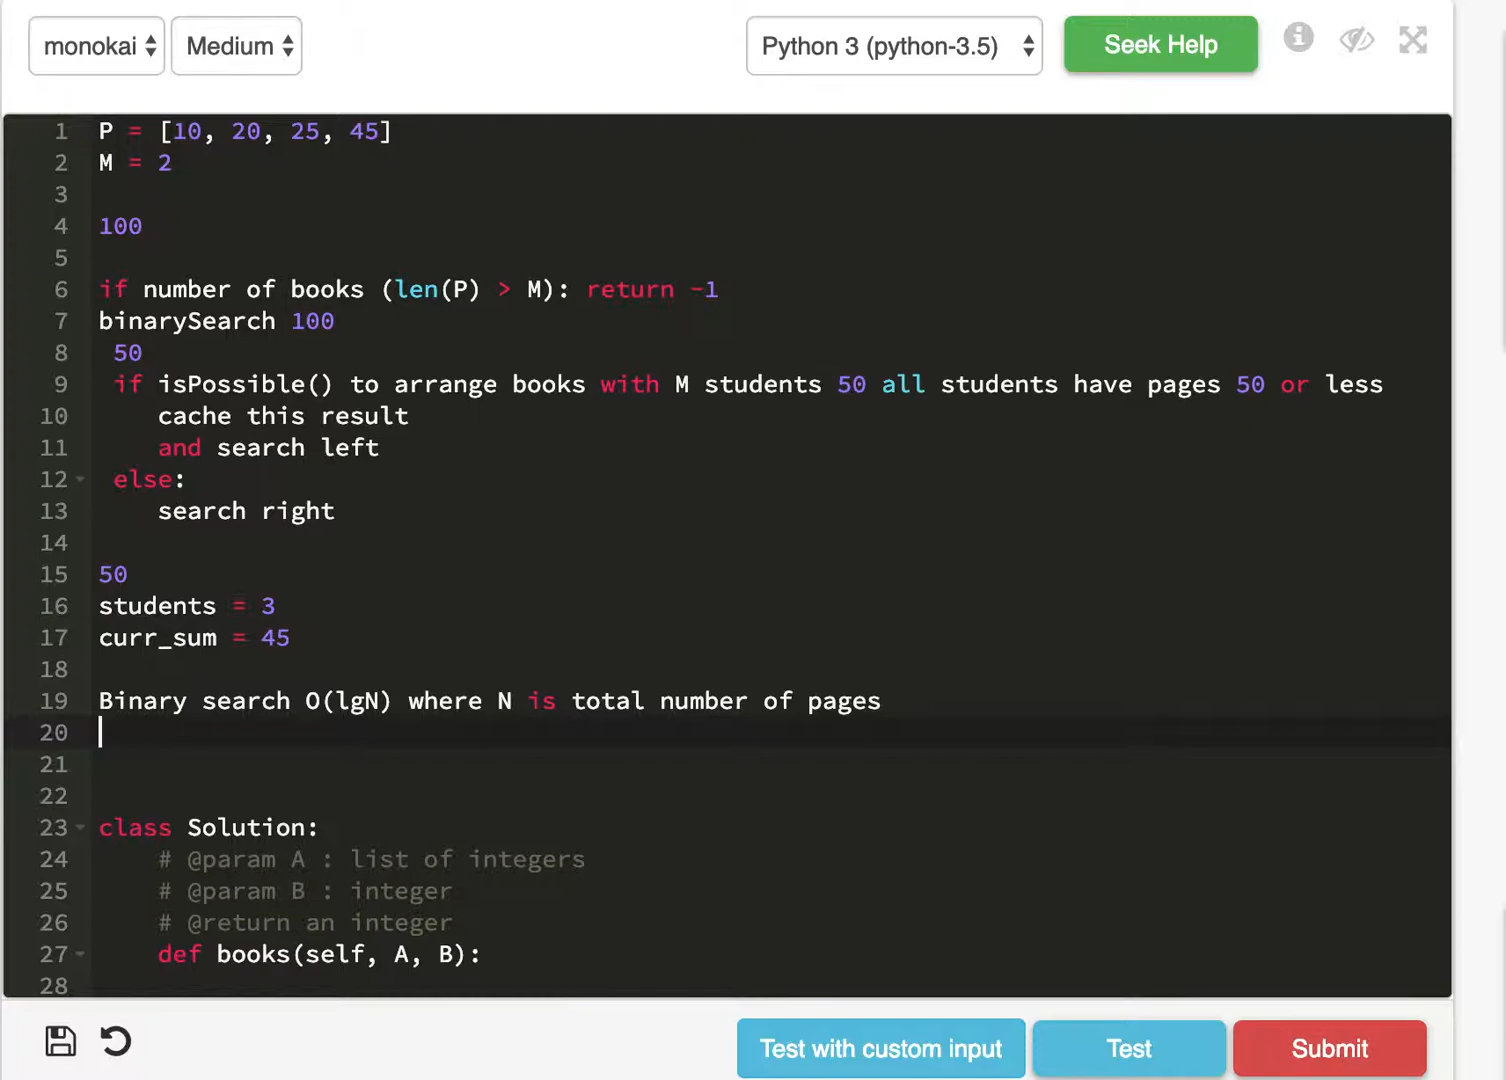 monokai Medium Python 3 (python-3.5) Seek Help
1 P = [10, 20, 25, 45]
2 M = 2
3
4 100
5
6 if number of books (len(P) > M): return -1
7 binarySearch 100
8 50
9 if isPossible() to arrange books with M students 50 all students have pages 50 or less
10 cache this result
11 and search left
12 else:
13 search right
14
15 50
16 students = 3
17 curr_sum = 45
18
19 Binary search O(lgN) where N is total number of pages
20
21
22
23 class Solution:
24 # @param A : list of integers
25 # @param B : integer
26 # @return an integer
27 def books(self, A, B):
28
Test with custom input Test Submit